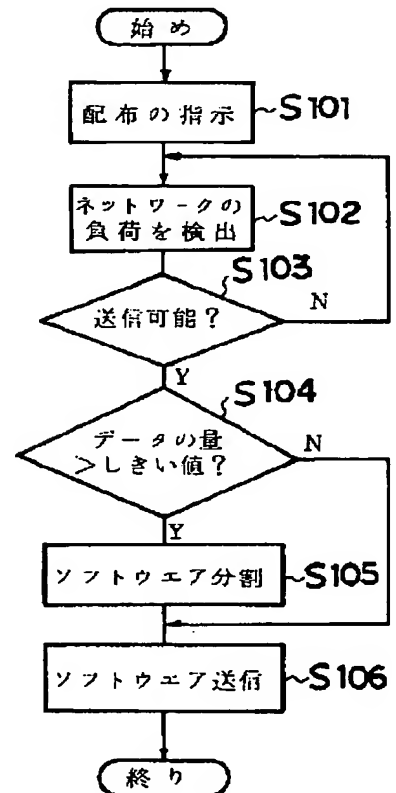 始め
配布の指示
S101
ネットワークの
負荷を検出
S102
S103
送信可能?
N
Y
S104
データの量
>しきい値?
N
Y
ソフトウエア分割
S105
ソフトウエア送信
S106
終り